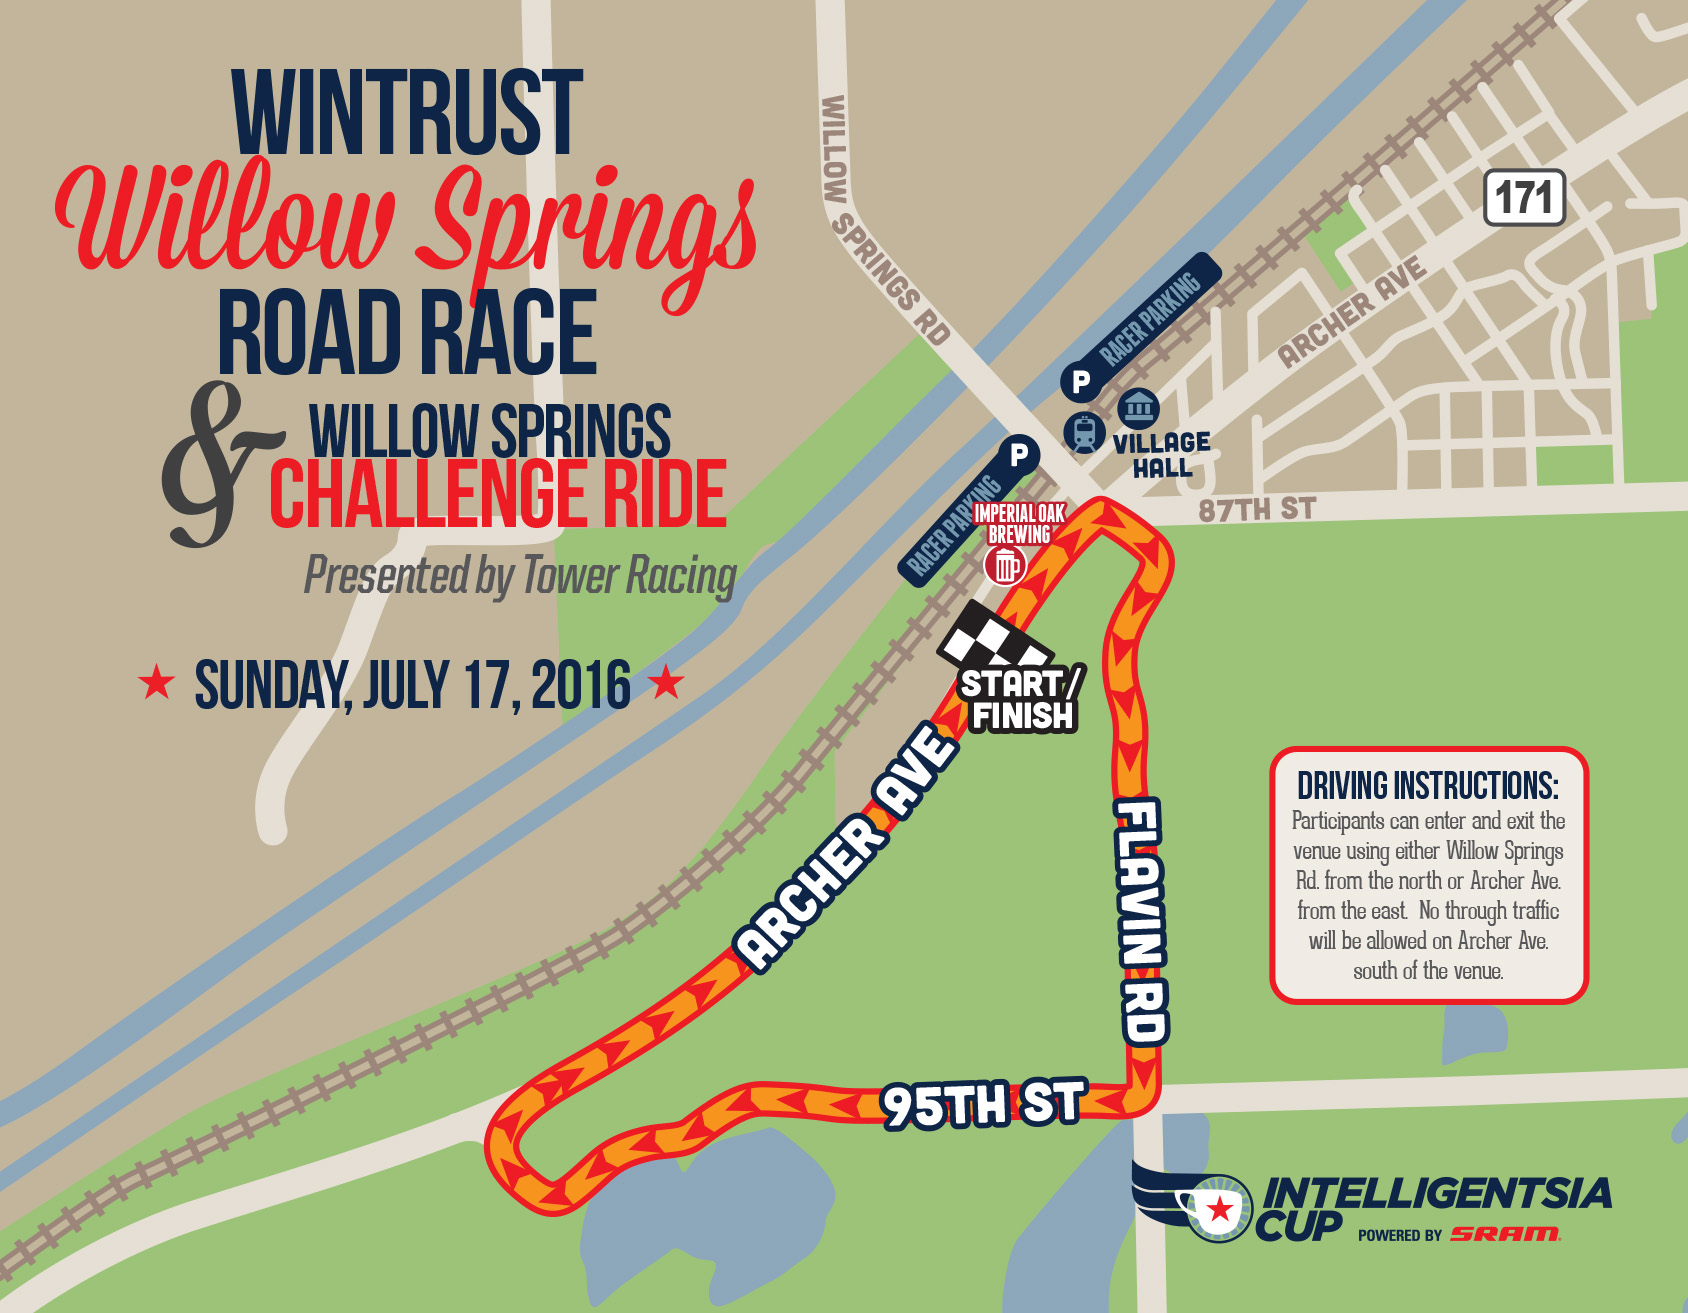 WINTRUST
Willow Springs
ROAD RACE
& WILLOW SPRINGS
CHALLENGE RIDE
Presented by Tower Racing
SUNDAY, JULY 17, 2016
WILLOW SPRINGS RD
171
ARCHER AVE
P RACER PARKING
VILLAGE
HALL
P RACER PARKING
87TH ST
IMPERIAL OAK
BREWING
START/
FINISH
ARCHER AVE
FLAVIN RD
95TH ST
DRIVING INSTRUCTIONS:
Participants can enter and exit the
venue using either Willow Springs
Rd. from the north or Archer Ave.
from the east. No through traffic
will be allowed on Archer Ave.
south of the venue.
INTELLIGENTSIA
CUP POWERED BY SRAM